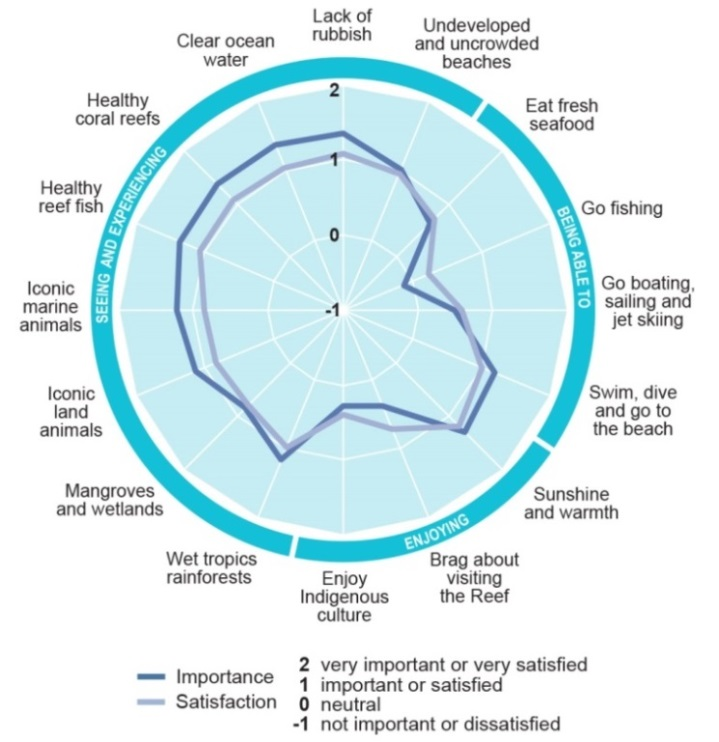 Lack of
rubbish
Undeveloped
and uncrowded
beaches
Eat fresh
seafood
Go fishing
Go boating,
sailing and
jet skiing
Swim, dive
and go to
the beach
Sunshine
and warmth
Brag about
visiting
the Reef
Enjoy
Indigenous
culture
Wet tropics
rainforests
Mangroves
and wetlands
Iconic
land
animals
Iconic
marine
animals
Healthy
reef fish
Healthy
coral reefs
Clear ocean
water
SEEING AND EXPERIENCING
BEING ABLE TO
ENJOYING
2
1
0
-1
Importance
Satisfaction
2 very important or very satisfied
1 important or satisfied
0 neutral
-1 not important or dissatisfied